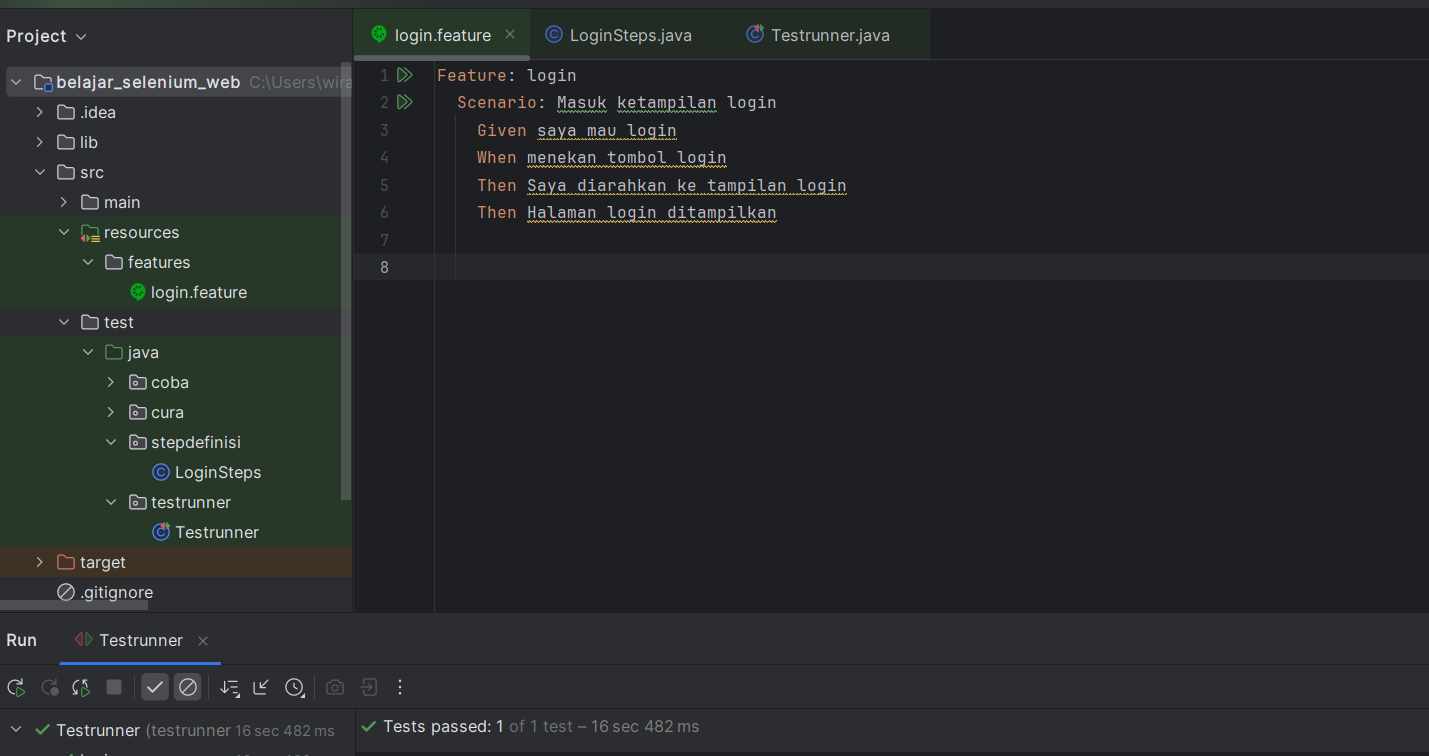 Project
login.feature
LoginSteps.java
Testrunner.java
belajar_selenium_web C:\Users\wira
.idea
lib
src
main
resources
features
login.feature
test
java
coba
cura
stepdefinisi
LoginSteps
testrunner
Testrunner
target
.gitignore
1 Feature: login
2 Scenario: Masuk ketampilan login
3 Given saya mau login
4 When menekan tombol login
5 Then Saya diarahkan ke tampilan login
6 Then Halaman login ditampilkan
7
8
Run Testrunner
Testrunner (testrunner 16 sec 482 ms
Tests passed: 1 of 1 test – 16 sec 482 ms